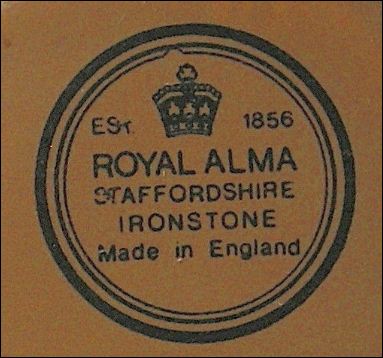 EST. 1856
ROYAL ALMA
STAFFORDSHIRE
IRONSTONE
Made in England